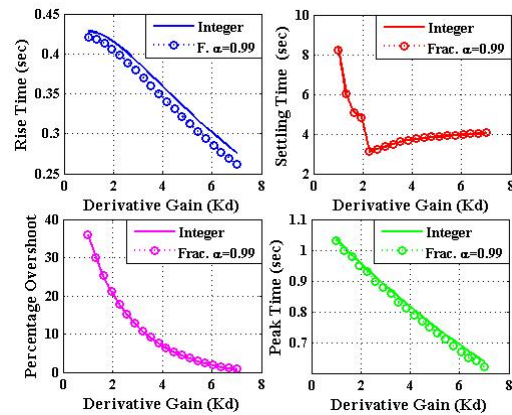 Rise Time (sec)
0.45
0.4
0.35
0.3
0.25
0 2 4 6 8
Derivative Gain (Kd)
Integer
F. α=0.99
Settling Time (sec)
10
8
6
4
2
0 2 4 6 8
Derivative Gain (Kd)
Integer
Frac. α=0.99
Percentage Overshoot
40
30
20
10
0
0 2 4 6 8
Derivative Gain (Kd)
Integer
Frac. α=0.99
Peak Time (sec)
1.1
1
0.9
0.8
0.7
0 2 4 6 8
Derivative Gain (Kd)
Integer
Frac. α=0.99